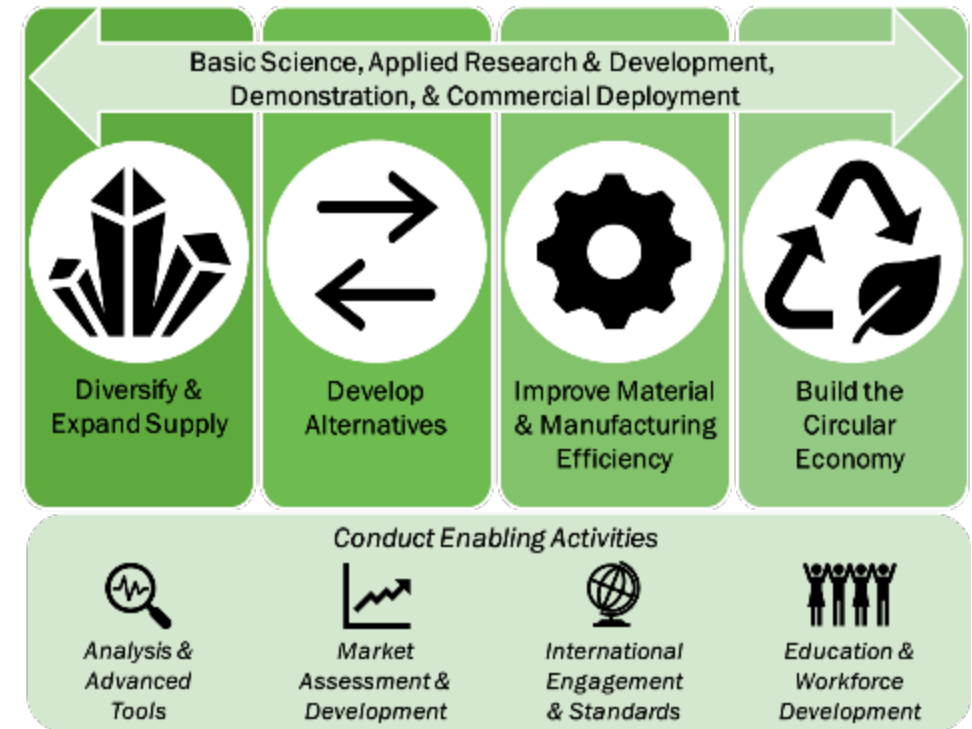 Basic Science, Applied Research & Development,
Demonstration, & Commercial Deployment
Diversify &
Expand Supply
Develop
Alternatives
Improve Material
& Manufacturing
Efficiency
Build the
Circular
Economy
Conduct Enabling Activities
Analysis &
Advanced
Tools
Market
Assessment &
Development
International
Engagement
& Standards
Education &
Workforce
Development